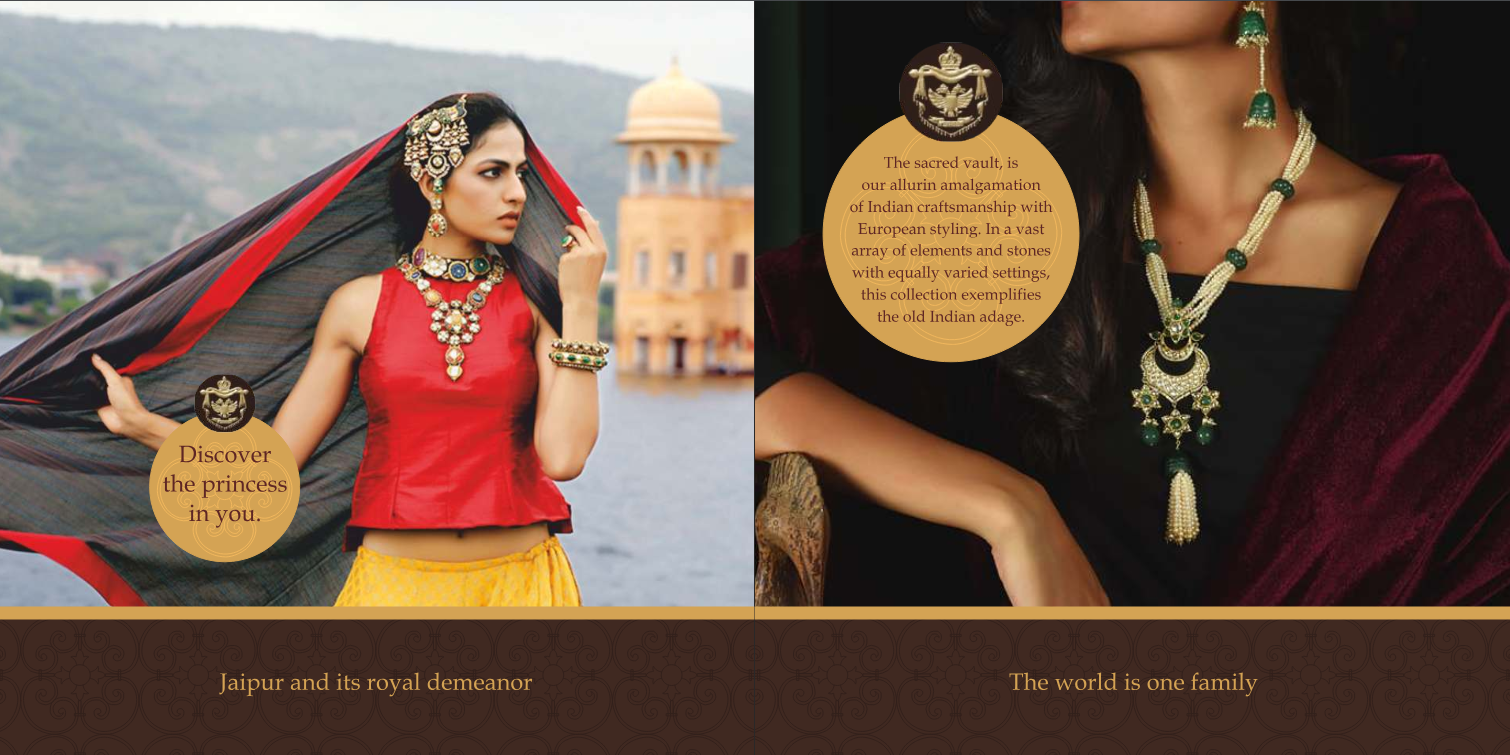 Discover
the princess
in you.
Jaipur and its royal demeanor
The sacred vault, is
our allurin amalgamation
of Indian craftsmanship with
European styling. In a vast
array of elements and stones
with equally varied settings,
this collection exemplifies
the old Indian adage.
The world is one family